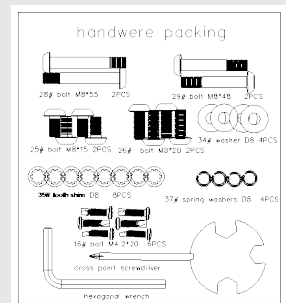 handwere packing
28# bolt M8*55 2PCS
29# bolt M8*48 2PCS
25# bolt M8*15 2PCS
26# bolt M8*20 2PCS
34# washer D8 4PCS
35# tooth shim D8 8PCS
37# spring washers D8 4PCS
16# bolt M4.2*20 6PCS
cross point screwdriver
hexagonal wrench